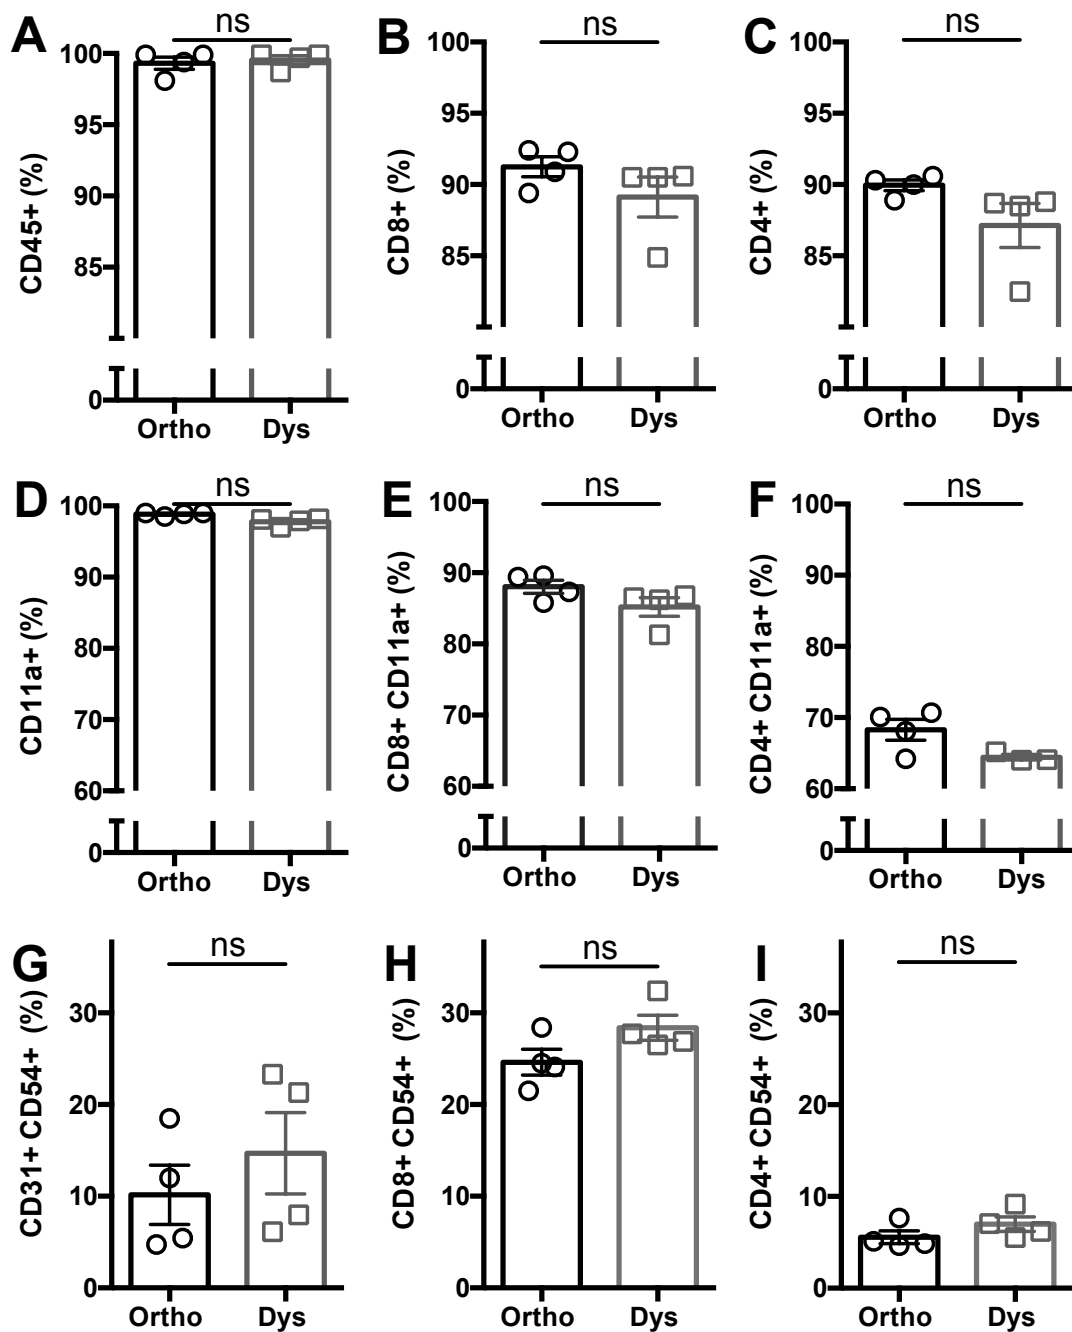 A
ns
CD45+ (%)
100
95
90
85
0
Ortho Dys
B
ns
CD8+ (%)
100
95
90
85
0
Ortho Dys
C
ns
CD4+ (%)
100
95
90
85
0
Ortho Dys
D
ns
CD11a+ (%)
100
90
80
70
60
0
Ortho Dys
E
ns
CD8+ CD11a+ (%)
100
90
80
70
60
0
Ortho Dys
F
ns
CD4+ CD11a+ (%)
100
90
80
70
60
0
Ortho Dys
G
ns
CD31+ CD54+ (%)
30
20
10
0
Ortho Dys
H
ns
CD8+ CD54+ (%)
30
20
10
0
Ortho Dys
I
ns
CD4+ CD54+ (%)
30
20
10
0
Ortho Dys